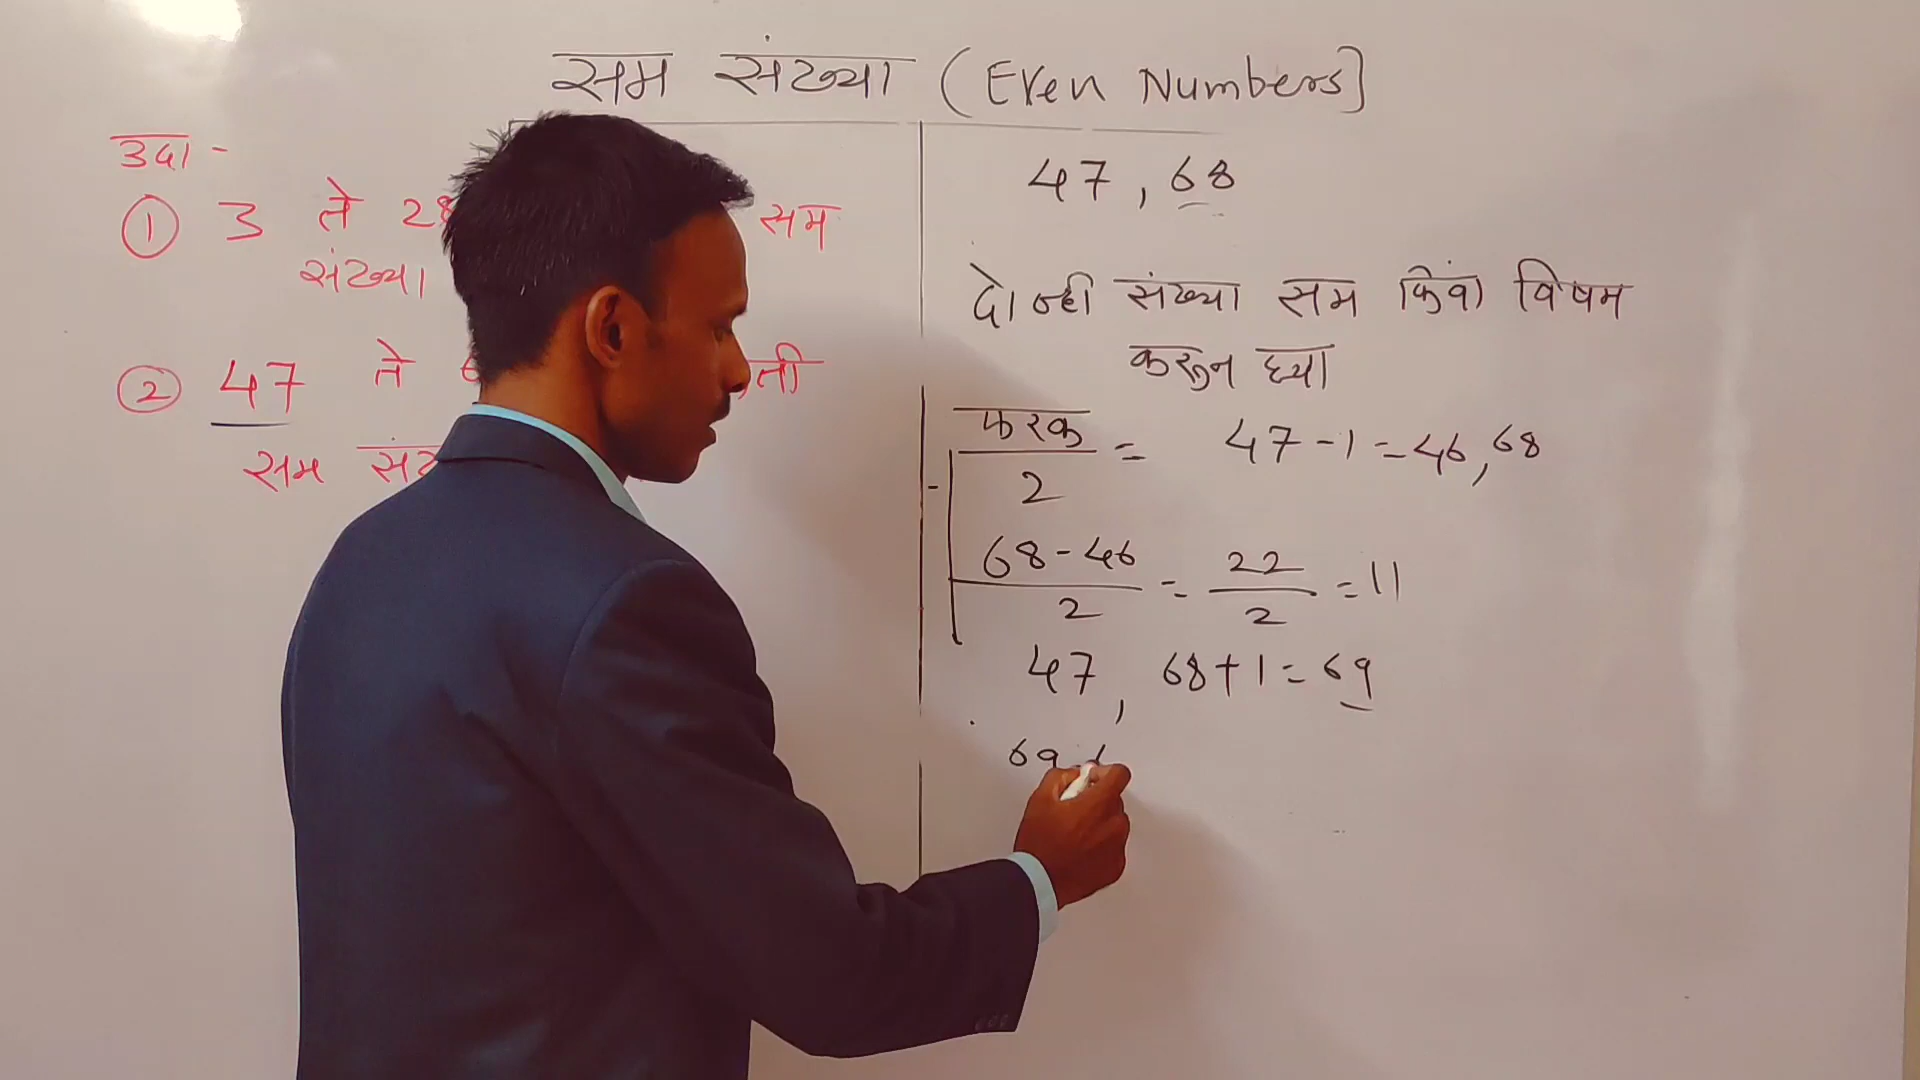 सम संख्या (Even Numbers)
उदा -
① 3 ते 28 सम
संख्या
② 47 ते
सम
47, 68
दोन्ही संख्या सम किंवा विषम
करून घ्या
फरक/2 = 47 - 1 = 46, 68
68 - 46/2 = 22/2 = 11
47, 68 + 1 = 69
69 -